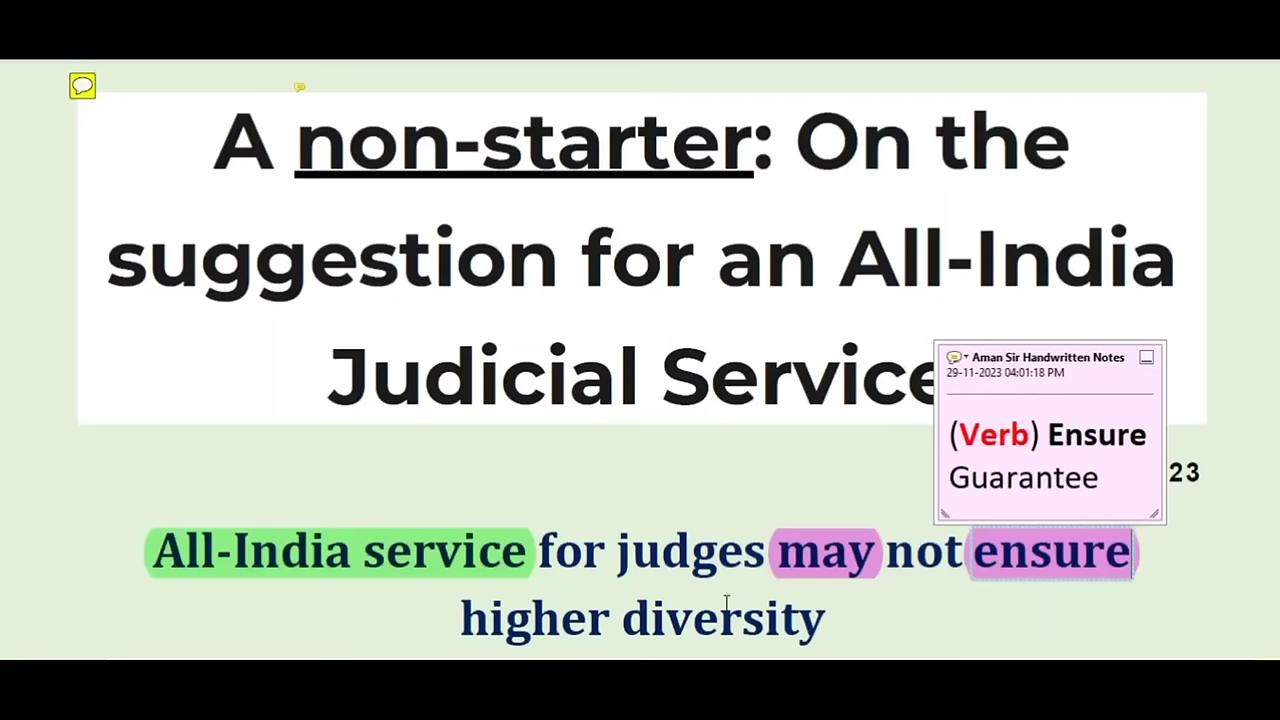 A non-starter: On the
suggestion for an All-India
Judicial Service
Aman Sir Handwritten Notes
29-11-2023 04:01:18 PM
(Verb) Ensure
Guarantee
23
All-India service for judges may not ensure
higher diversity